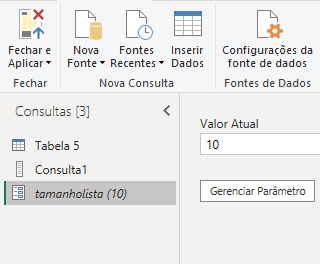 Fechar e
Aplicar
Nova
Fonte
Fontes
Recentes
Inserir
Dados
Configurações da
fonte de dados
Fechar
Nova Consulta
Fontes de Dados
Consultas [3]
Tabela 5
Consulta1
tamanholista (10)
Valor Atual
10
Gerenciar Parâmetro